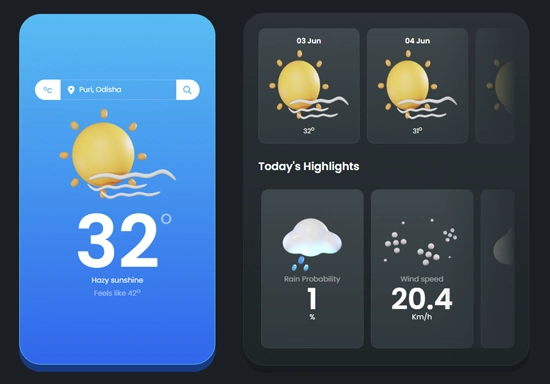 °C
Puri, Odisha
32°
Hazy sunshine
Feels like 42°
03 Jun
32°
04 Jun
31°
Today's Highlights
Rain Probability
1
%
Wind speed
20.4
Km/h